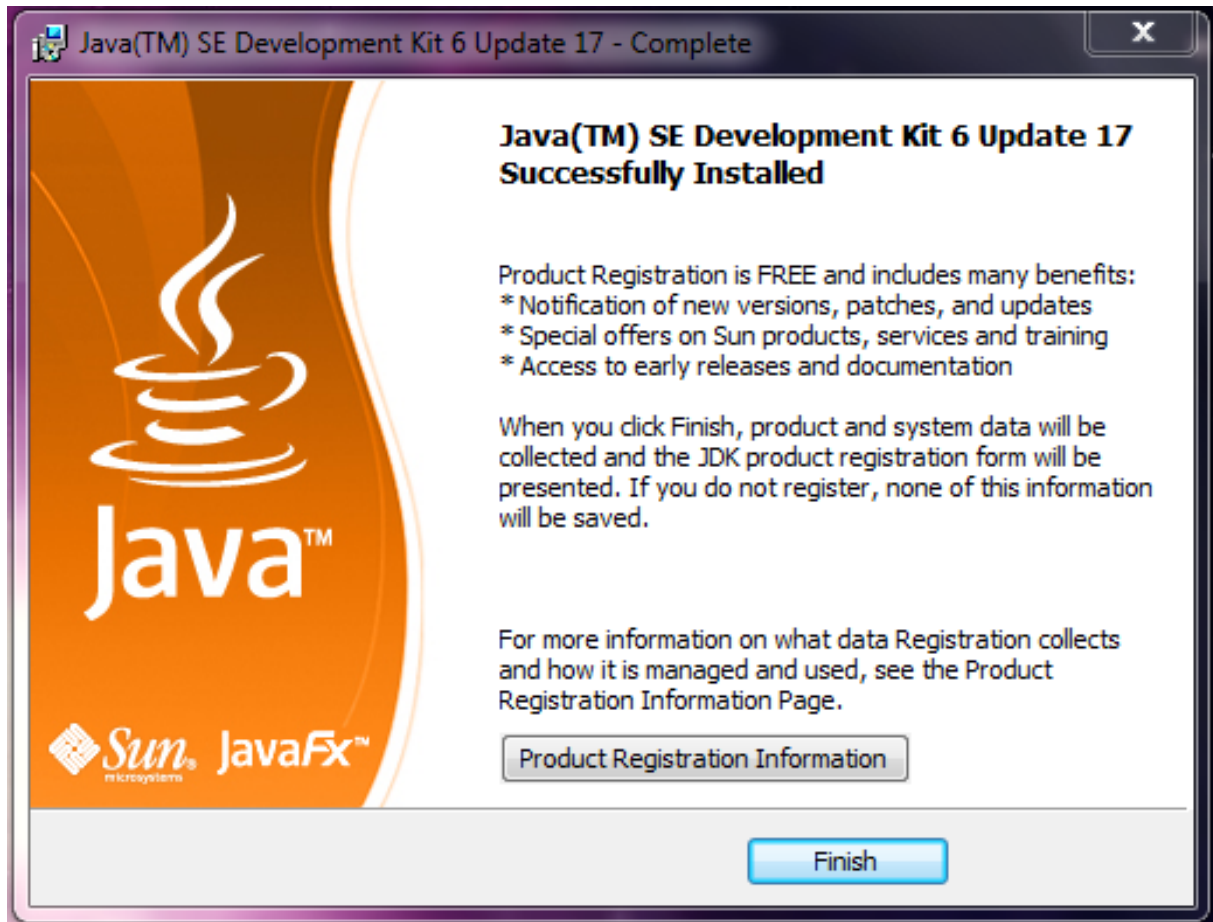 Java(TM) SE Development Kit 6 Update 17 - Complete
x
Java(TM) SE Development Kit 6 Update 17
Successfully Installed
Product Registration is FREE and includes many benefits:
* Notification of new versions, patches, and updates
* Special offers on Sun products, services and training
* Access to early releases and documentation
When you click Finish, product and system data will be
collected and the JDK product registration form will be
presented. If you do not register, none of this information
will be saved.
For more information on what data Registration collects
and how it is managed and used, see the Product
Registration Information Page.
Product Registration Information
Java™
Sun microsystems
JavaFx™
Finish